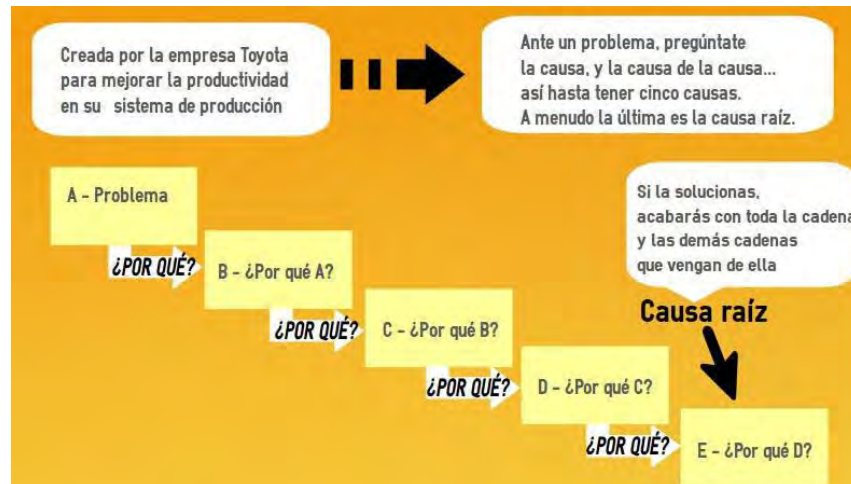 Creada por la empresa Toyota
para mejorar la productividad
en su sistema de producción
Ante un problema, pregúntate
la causa, y la causa de la causa...
así hasta tener cinco causas.
A menudo la última es la causa raíz.
A - Problema
¿POR QUÉ?
B - ¿Por qué A?
¿POR QUÉ?
C - ¿Por qué B?
¿POR QUÉ?
D - ¿Por qué C?
¿POR QUÉ?
E - ¿Por qué D?
Si la solucionas,
acabarás con toda la cadena
y las demás cadenas
que vengan de ella
Causa raíz